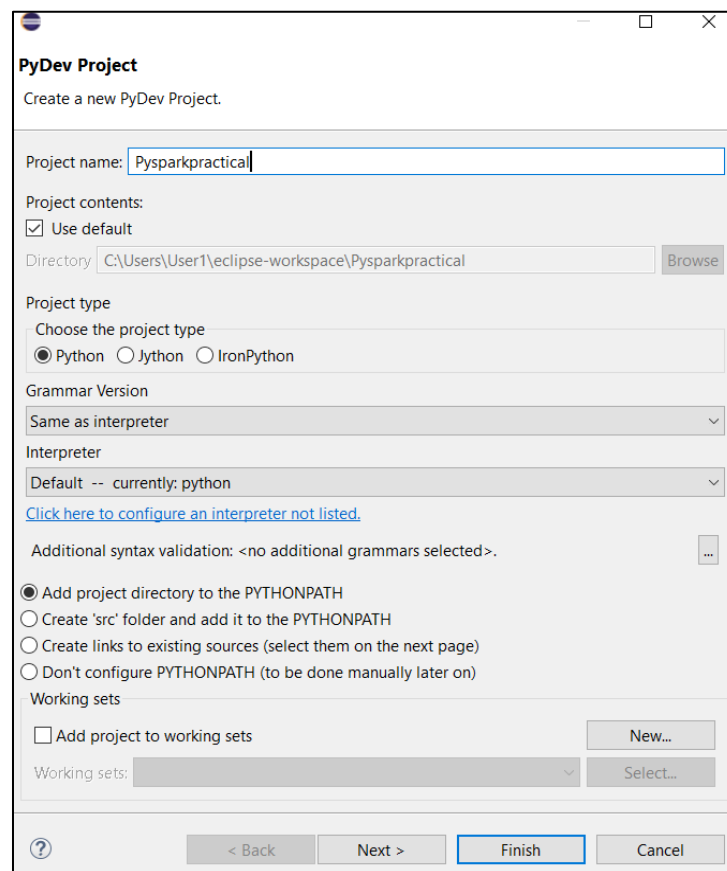 PyDev Project
Create a new PyDev Project.
Project name: Pysparkpractical
Project contents:
Use default
Directory C:\Users\User1\eclipse-workspace\Pysparkpractical Browse
Project type
Choose the project type
Python Jython IronPython
Grammar Version
Same as interpreter
Interpreter
Default -- currently: python
Click here to configure an interpreter not listed.
Additional syntax validation: <no additional grammars selected>. ...
Add project directory to the PYTHONPATH
Create 'src' folder and add it to the PYTHONPATH
Create links to existing sources (select them on the next page)
Don't configure PYTHONPATH (to be done manually later on)
Working sets
Add project to working sets New...
Working sets: Select...
? < Back Next > Finish Cancel